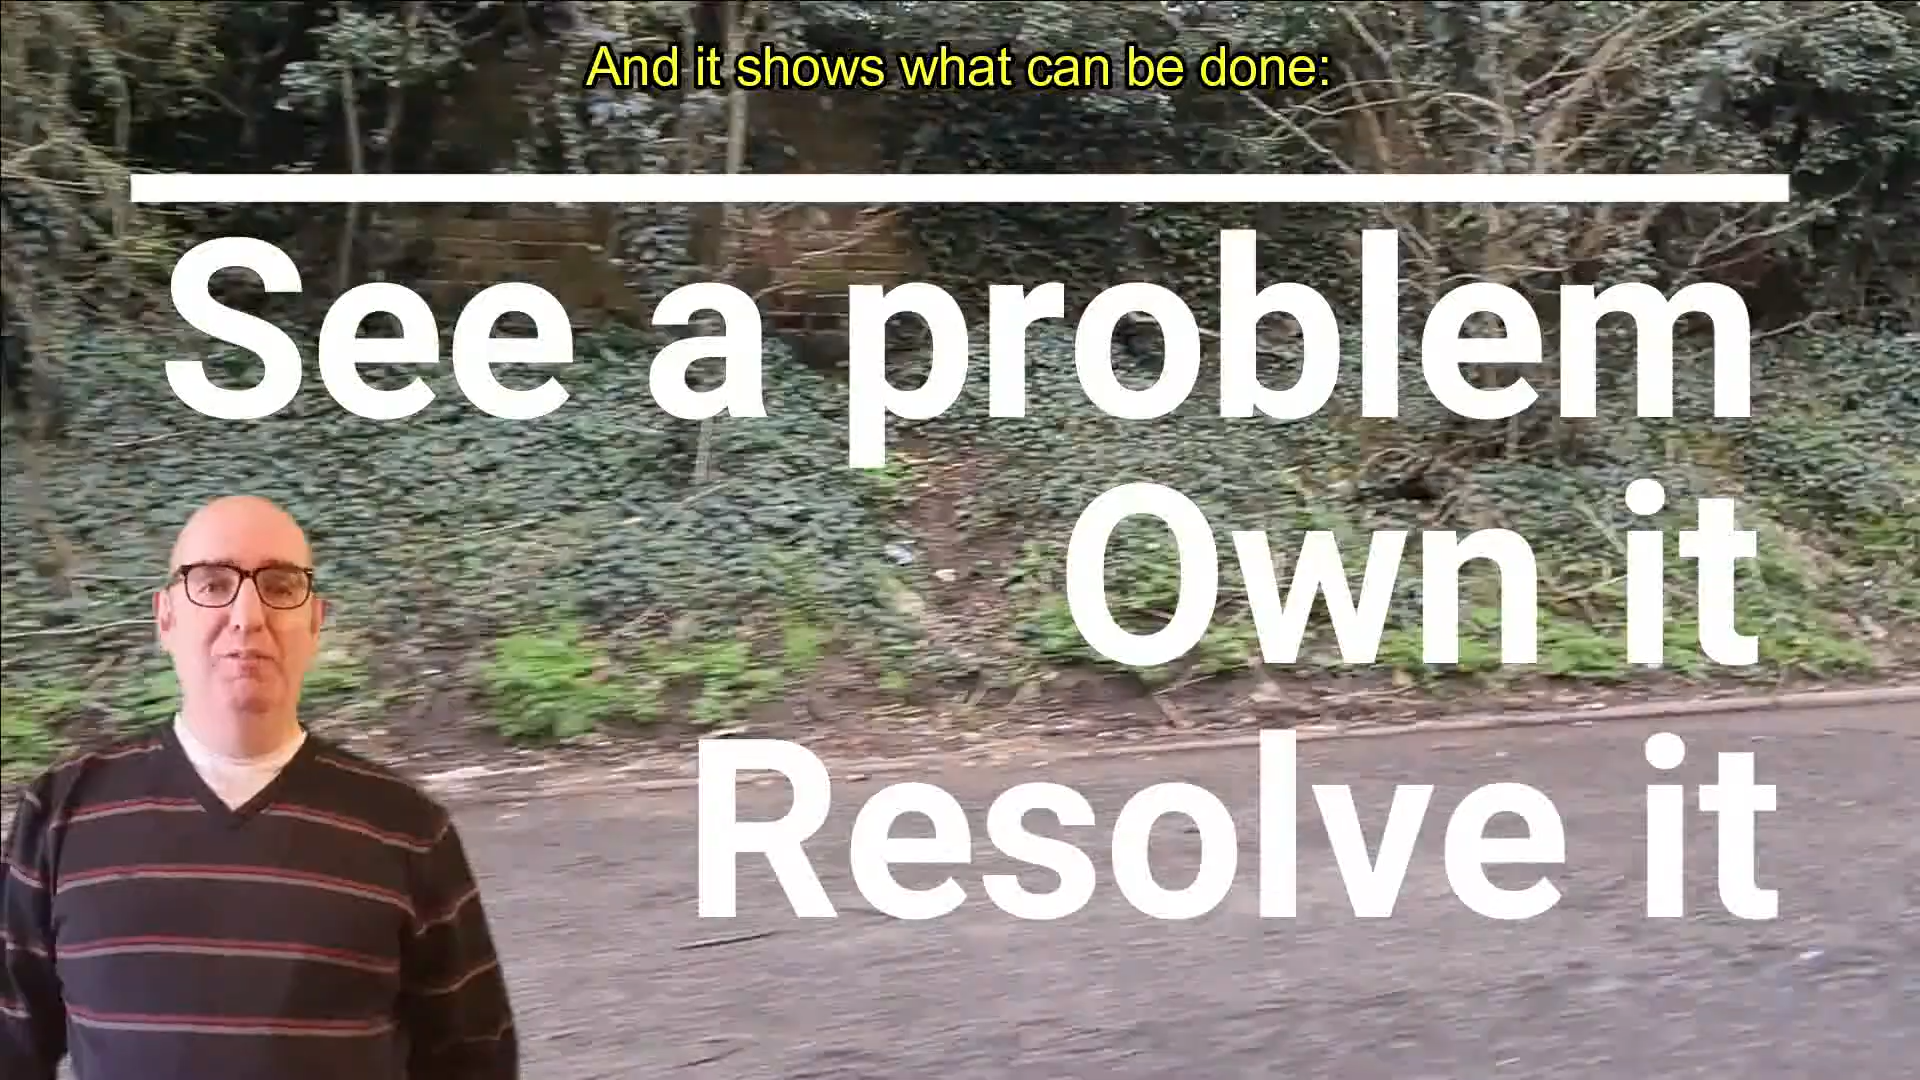 And it shows what can be done:
See a problem
Own it
Resolve it